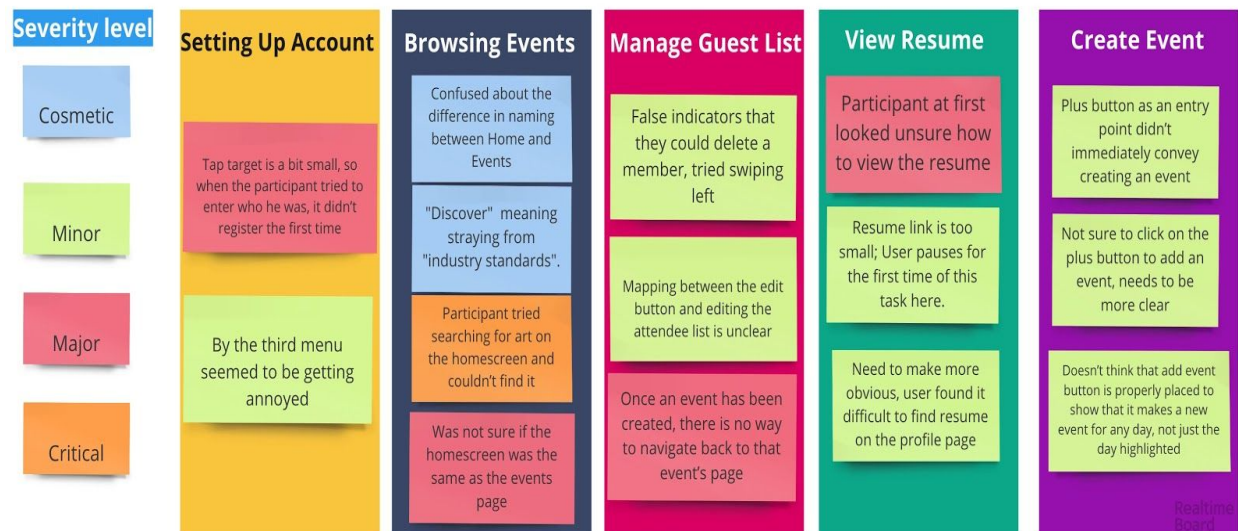 Severity level
Cosmetic
Minor
Major
Critical
Setting Up Account
Tap target is a bit small, so
when the participant tried to
enter who he was, it didn't
register the first time
By the third menu
seemed to be getting
annoyed
Browsing Events
Confused about the
difference in naming
between Home and
Events
"Discover" meaning
straying from
"industry standards".
Participant tried
searching for art on
the homescreen and
couldn't find it
Was not sure if the
homescreen was the
same as the events
page
Manage Guest List
False indicators that
they could delete a
member, tried swiping
left
Mapping between the edit
button and editing the
attendee list is unclear
Once an event has been
created, there is no way
to navigate back to that
event's page
View Resume
Participant at first
looked unsure how
to view the resume
Resume link is too
small; User pauses for
the first time of this
task here.
Need to make more
obvious, user found it
difficult to find resume
on the profile page
Create Event
Plus button as an entry
point didn't
immediately convey
creating an event
Not sure to click on the
plus button to add an
event, needs to be
more clear
Doesn't think that add event
button is properly placed to
show that it makes a new
event for any day, not just the
day highlighted
Realtime
Board